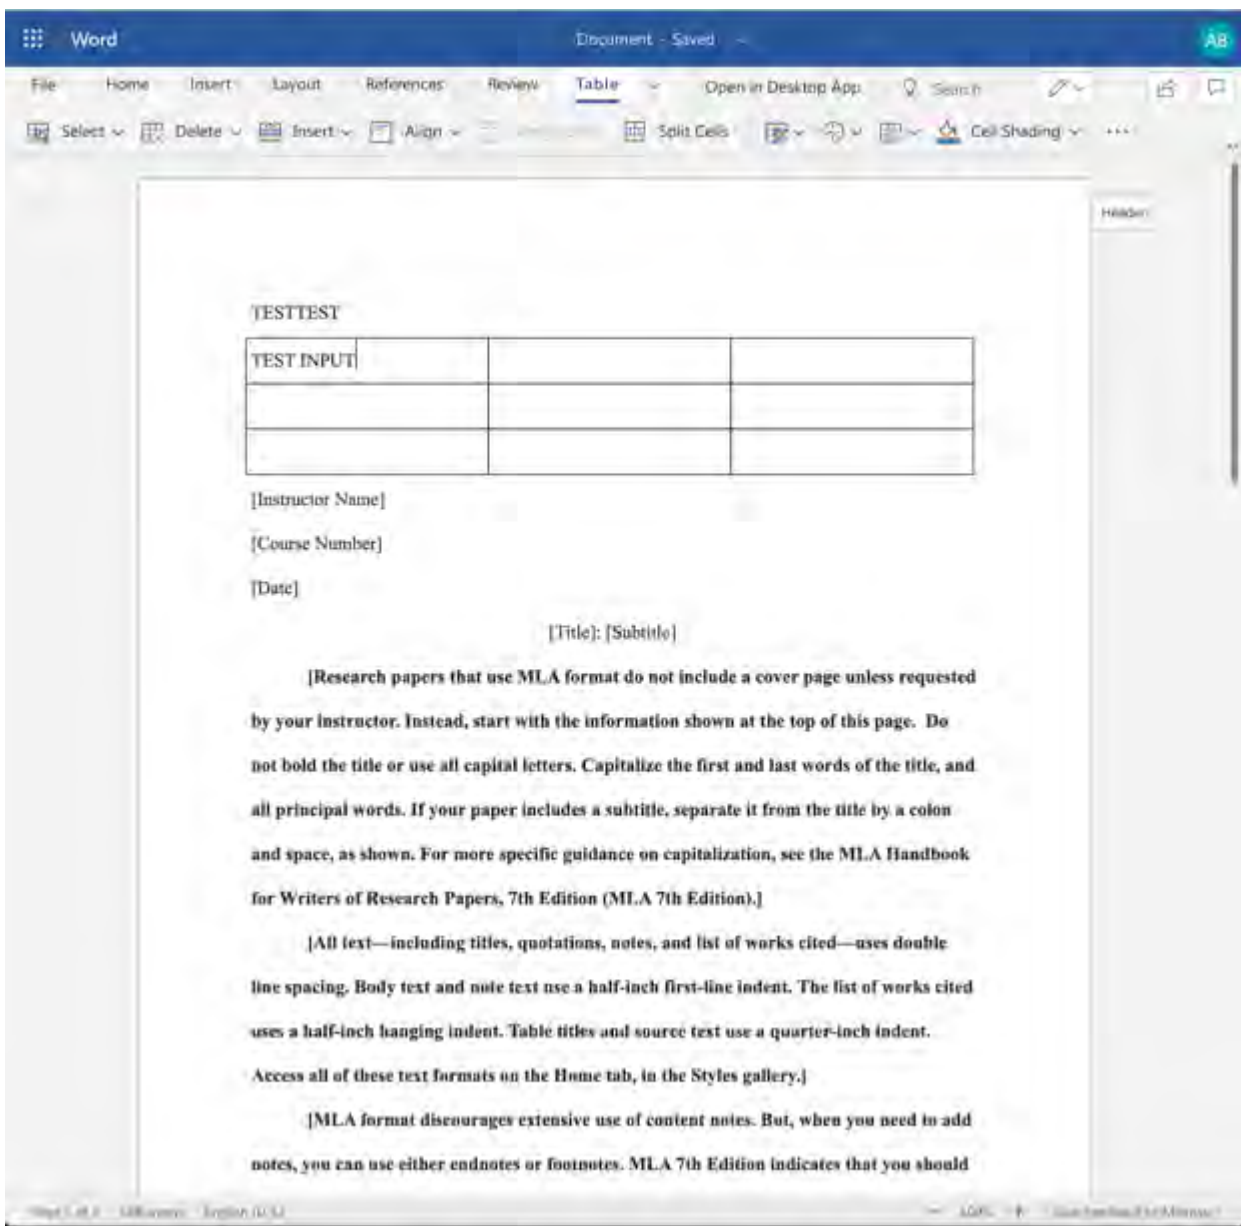 Word
Document - Saved
AB
File Home Insert Layout References Review Table Open in Desktop App Search
Select Delete Insert Align Split Cells Cell Shading
Header
TESTTEST
TEST INPUT
[Instructor Name]
[Course Number]
[Date]
[Title]: [Subtitle]
[Research papers that use MLA format do not include a cover page unless requested
by your instructor. Instead, start with the information shown at the top of this page. Do
not bold the title or use all capital letters. Capitalize the first and last words of the title, and
all principal words. If your paper includes a subtitle, separate it from the title by a colon
and space, as shown. For more specific guidance on capitalization, see the MLA Handbook
for Writers of Research Papers, 7th Edition (MLA 7th Edition).]
[All text—including titles, quotations, notes, and list of works cited—uses double
line spacing. Body text and note text use a half-inch first-line indent. The list of works cited
uses a half-inch hanging indent. Table titles and source text use a quarter-inch indent.
Access all of these text formats on the Home tab, in the Styles gallery.]
[MLA format discourages extensive use of content notes. But, when you need to add
notes, you can use either endnotes or footnotes. MLA 7th Edition indicates that you should
100%